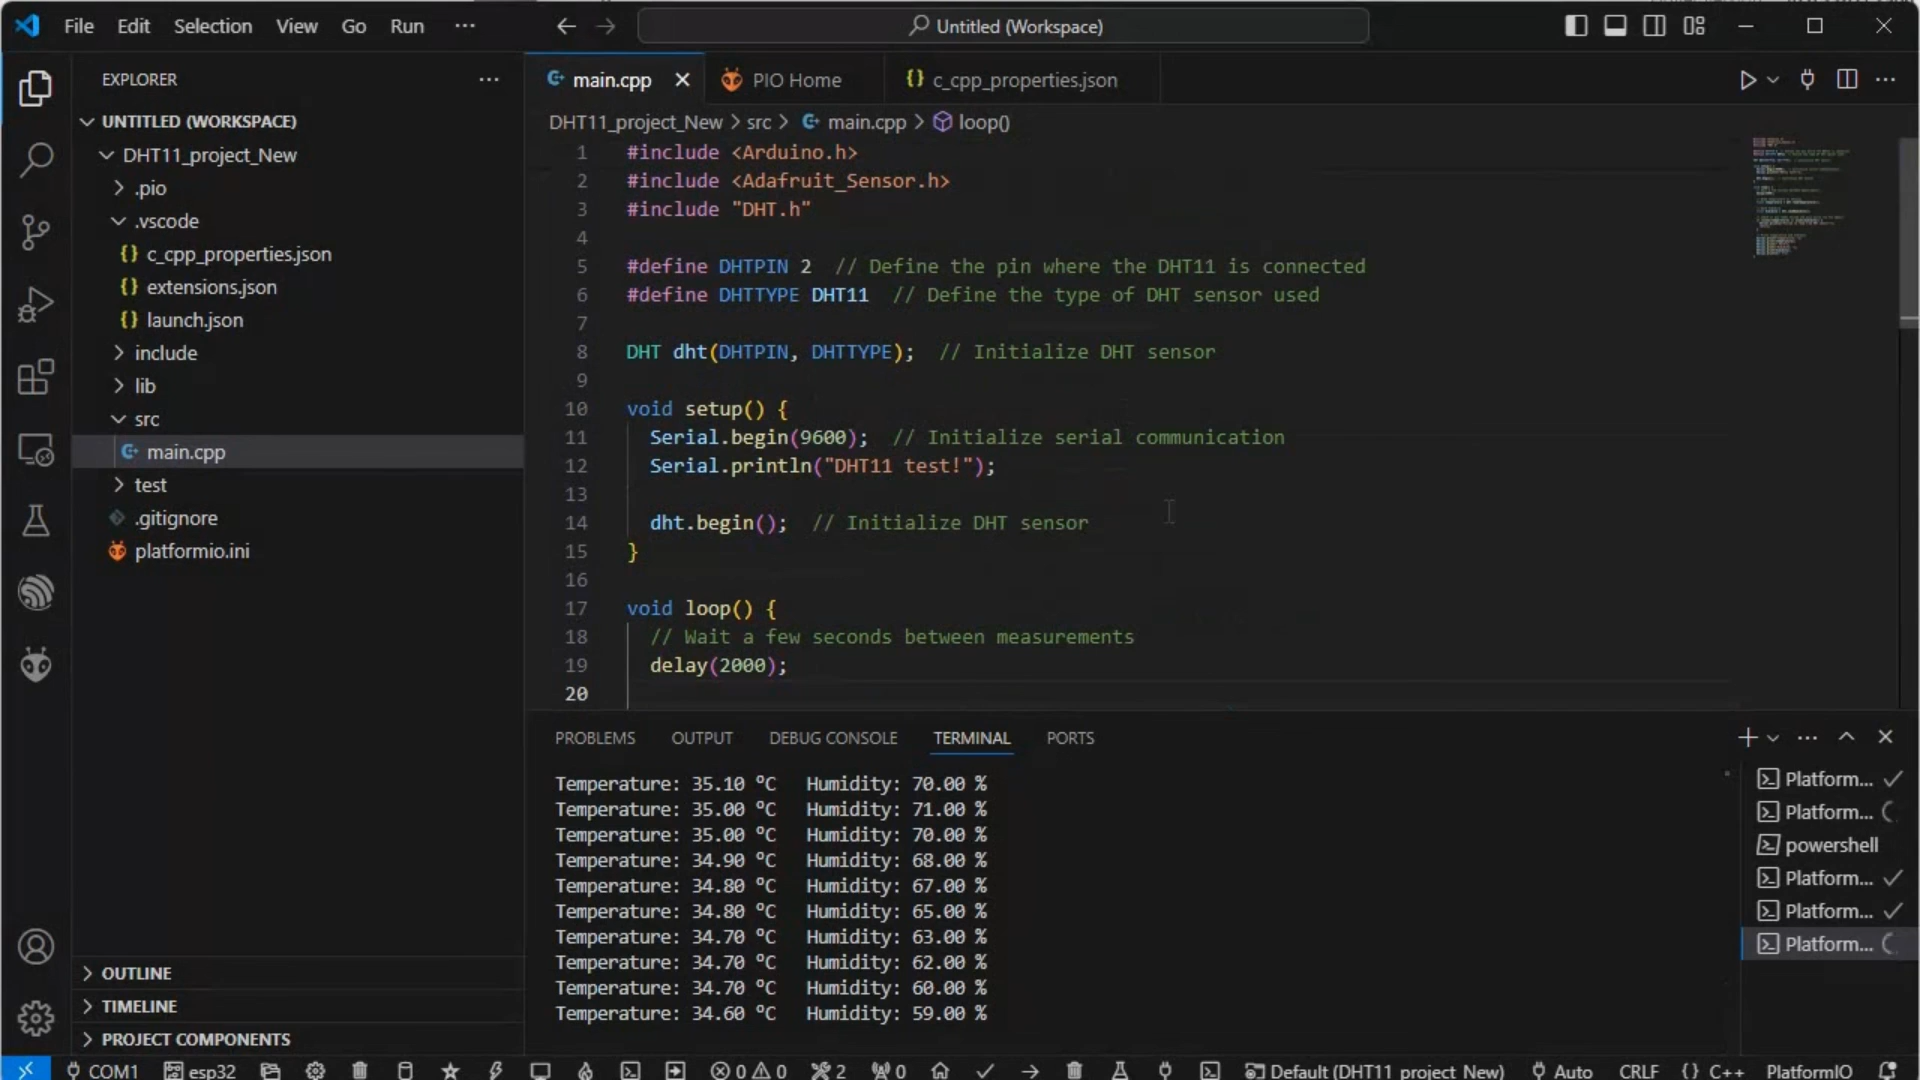 File Edit Selection View Go Run ··· Untitled (Workspace)
EXPLORER
UNTITLED (WORKSPACE)
DHT11_project_New
.pio
.vscode
{} c_cpp_properties.json
{} extensions.json
{} launch.json
include
lib
src
main.cpp
test
.gitignore
platformio.ini
OUTLINE
TIMELINE
PROJECT COMPONENTS
main.cpp PIO Home {} c_cpp_properties.json
DHT11_project_New > src > main.cpp > loop()
1 #include <Arduino.h>
2 #include <Adafruit_Sensor.h>
3 #include "DHT.h"
4
5 #define DHTPIN 2 // Define the pin where the DHT11 is connected
6 #define DHTTYPE DHT11 // Define the type of DHT sensor used
7
8 DHT dht(DHTPIN, DHTTYPE); // Initialize DHT sensor
9
10 void setup() {
11 Serial.begin(9600); // Initialize serial communication
12 Serial.println("DHT11 test!");
13
14 dht.begin(); // Initialize DHT sensor
15 }
16
17 void loop() {
18 // Wait a few seconds between measurements
19 delay(2000);
20
PROBLEMS OUTPUT DEBUG CONSOLE TERMINAL PORTS
Temperature: 35.10 ºC Humidity: 70.00 %
Temperature: 35.00 ºC Humidity: 71.00 %
Temperature: 35.00 ºC Humidity: 70.00 %
Temperature: 34.90 ºC Humidity: 68.00 %
Temperature: 34.80 ºC Humidity: 67.00 %
Temperature: 34.80 ºC Humidity: 65.00 %
Temperature: 34.70 ºC Humidity: 63.00 %
Temperature: 34.70 ºC Humidity: 62.00 %
Temperature: 34.70 ºC Humidity: 60.00 %
Temperature: 34.60 ºC Humidity: 59.00 %
Platform...
Platform...
powershell
Platform...
Platform...
Platform...
COM1 esp32 0 0 2 0 Default (DHT11_project_New) Auto CRLF {} C++ PlatformIO